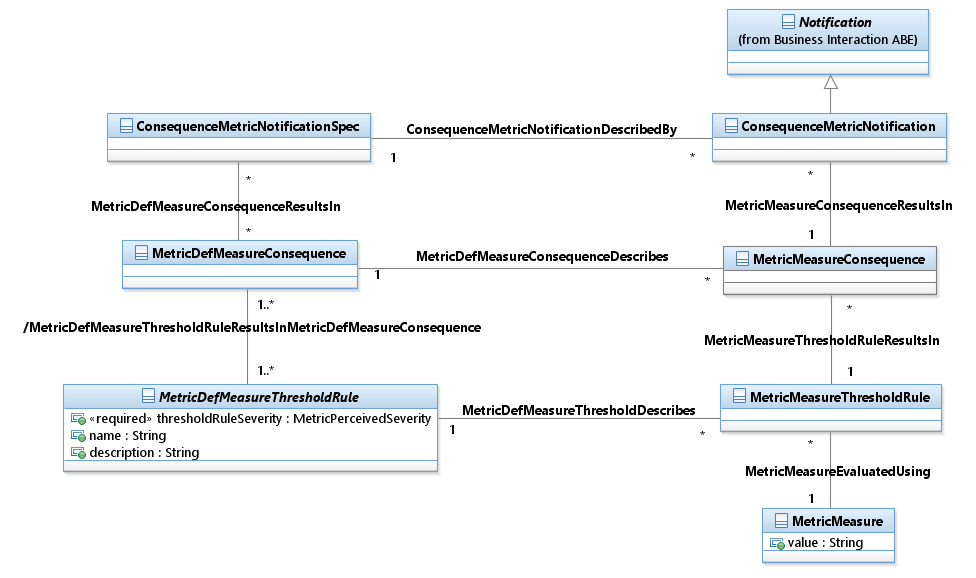 Notification
(from Business Interaction ABE)
ConsequenceMetricNotificationSpec
ConsequenceMetricNotificationDescribedBy
ConsequenceMetricNotification
1
*
*
*
MetricDefMeasureConsequenceResultsIn
MetricMeasureConsequenceResultsIn
*
1
MetricDefMeasureConsequence
MetricDefMeasureConsequenceDescribes
MetricMeasureConsequence
1
*
1..*
*
/MetricDefMeasureThresholdRuleResultsInMetricDefMeasureConsequence
MetricMeasureThresholdRuleResultsIn
1..*
1
MetricDefMeasureThresholdRule
MetricMeasureThresholdRule
«required» thresholdRuleSeverity : MetricPerceivedSeverity
MetricDefMeasureThresholdDescribes
name : String
1
*
description : String
*
MetricMeasureEvaluatedUsing
1
MetricMeasure
value : String